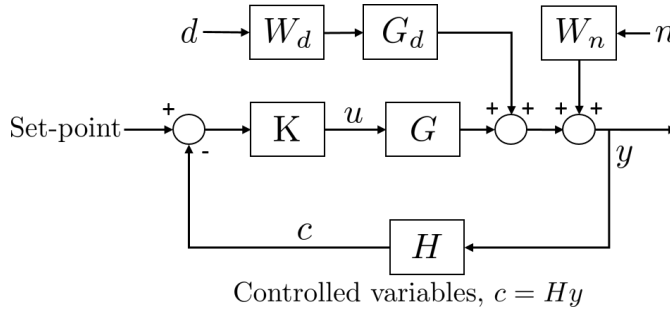 d W_d G_d W_n n
+ + + + +
Set-point K u G
- y
c H
Controlled variables, c = Hy